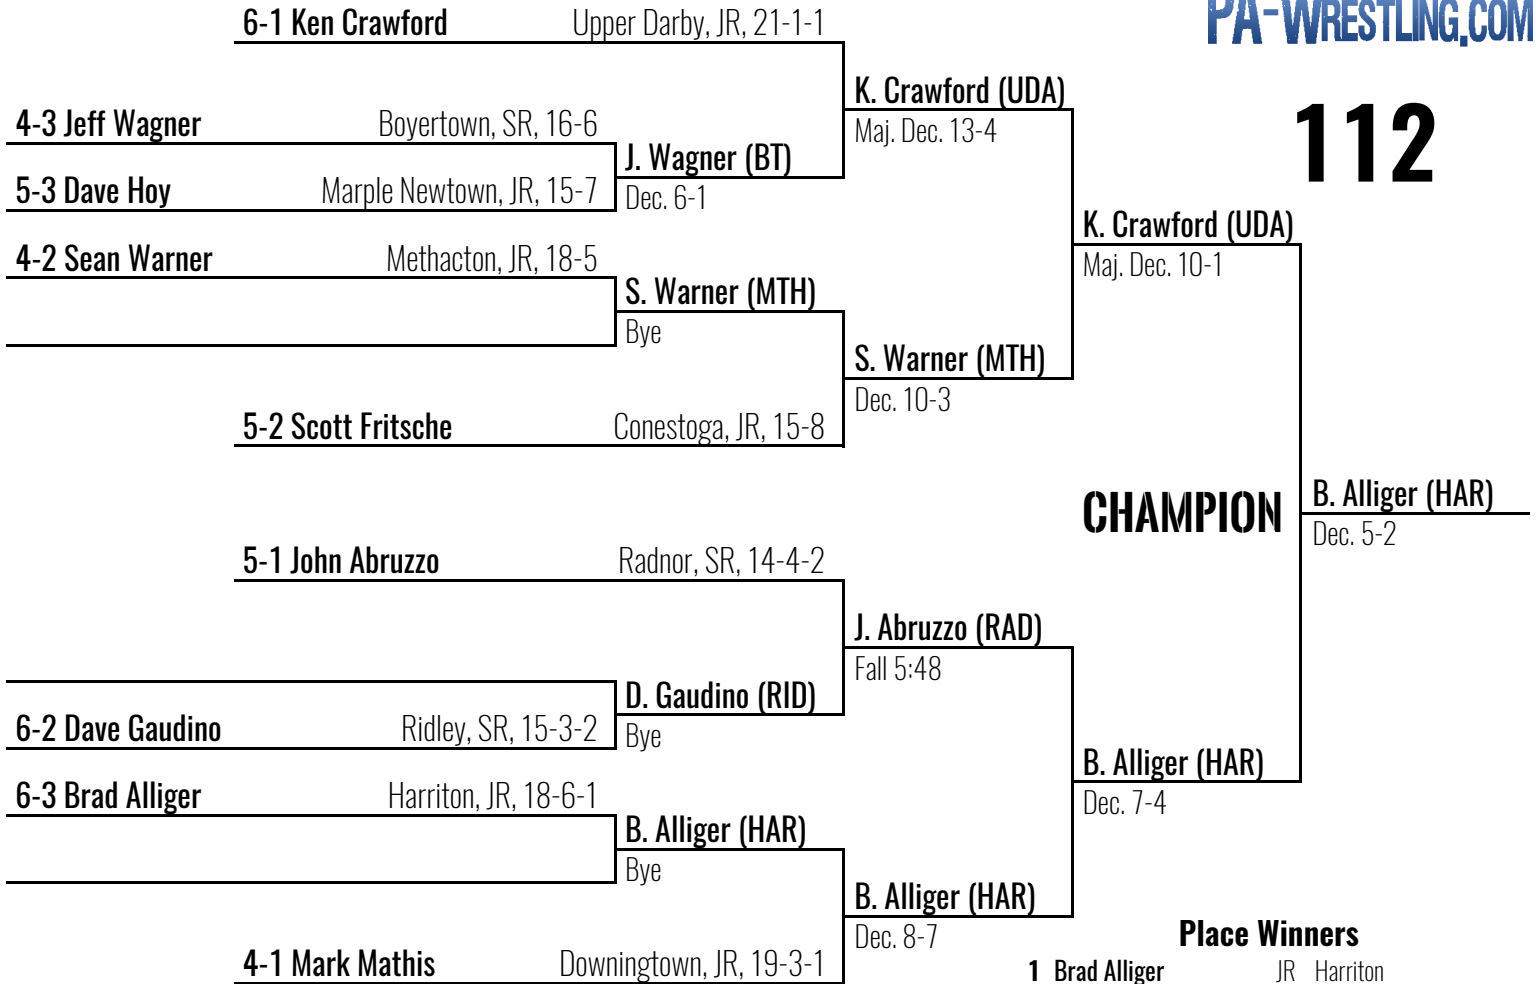 PA-WRESTLING.COM
112
6-1 Ken Crawford Upper Darby, JR, 21-1-1
K. Crawford (UDA)
Maj. Dec. 13-4
4-3 Jeff Wagner Boyertown, SR, 16-6
J. Wagner (BT)
Dec. 6-1
5-3 Dave Hoy Marple Newtown, JR, 15-7
K. Crawford (UDA)
Maj. Dec. 10-1
4-2 Sean Warner Methacton, JR, 18-5
S. Warner (MTH)
Bye
S. Warner (MTH)
Dec. 10-3
5-2 Scott Fritsche Conestoga, JR, 15-8
CHAMPION
B. Alliger (HAR)
Dec. 5-2
5-1 John Abruzzo Radnor, SR, 14-4-2
J. Abruzzo (RAD)
Fall 5:48
D. Gaudino (RID)
Bye
6-2 Dave Gaudino Ridley, SR, 15-3-2
B. Alliger (HAR)
Dec. 7-4
6-3 Brad Alliger Harriton, JR, 18-6-1
B. Alliger (HAR)
Bye
B. Alliger (HAR)
Dec. 8-7
4-1 Mark Mathis Downingtown, JR, 19-3-1
Place Winners
1 Brad Alliger JR Harriton